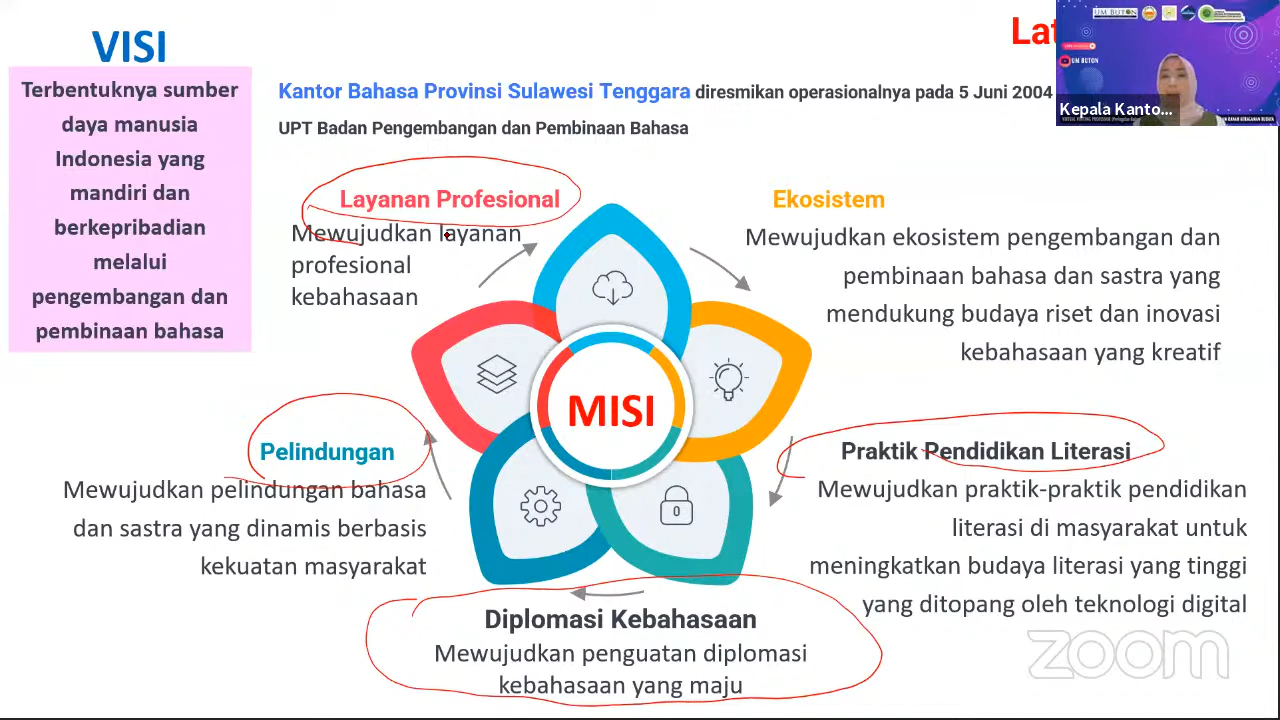 VISI
Terbentuknya sumber
daya manusia
Indonesia yang
mandiri dan
berkepribadian
melalui
pengembangan dan
pembinaan bahasa
Kantor Bahasa Provinsi Sulawesi Tenggara diresmikan operasionalnya pada 5 Juni 2004
UPT Badan Pengembangan dan Pembinaan Bahasa
Layanan Profesional
Mewujudkan layanan
profesional
kebahasaan
Ekosistem
Mewujudkan ekosistem pengembangan dan
pembinaan bahasa dan sastra yang
mendukung budaya riset dan inovasi
kebahasaan yang kreatif
MISI
Pelindungan
Mewujudkan pelindungan bahasa
dan sastra yang dinamis berbasis
kekuatan masyarakat
Praktik Pendidikan Literasi
Mewujudkan praktik-praktik pendidikan
literasi di masyarakat untuk
meningkatkan budaya literasi yang tinggi
yang ditopang oleh teknologi digital
Diplomasi Kebahasaan
Mewujudkan penguatan diplomasi
kebahasaan yang maju
Lat
UM BUTON
UM BUTON
Kepala Kanto...
zoom